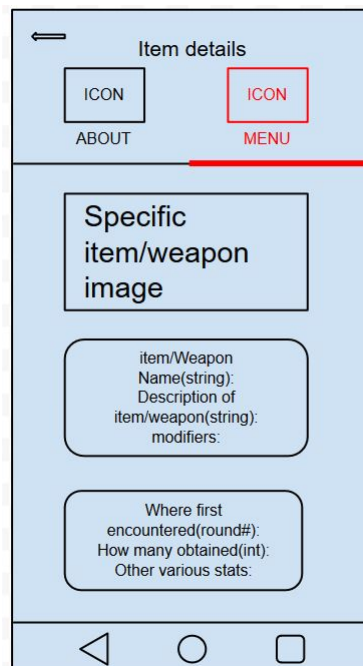 Item details
ICON
ICON
ABOUT
MENU
Specific
item/weapon
image
item/Weapon
Name(string):
Description of
item/weapon(string):
modifiers:
Where first
encountered(round#):
How many obtained(int):
Other various stats: